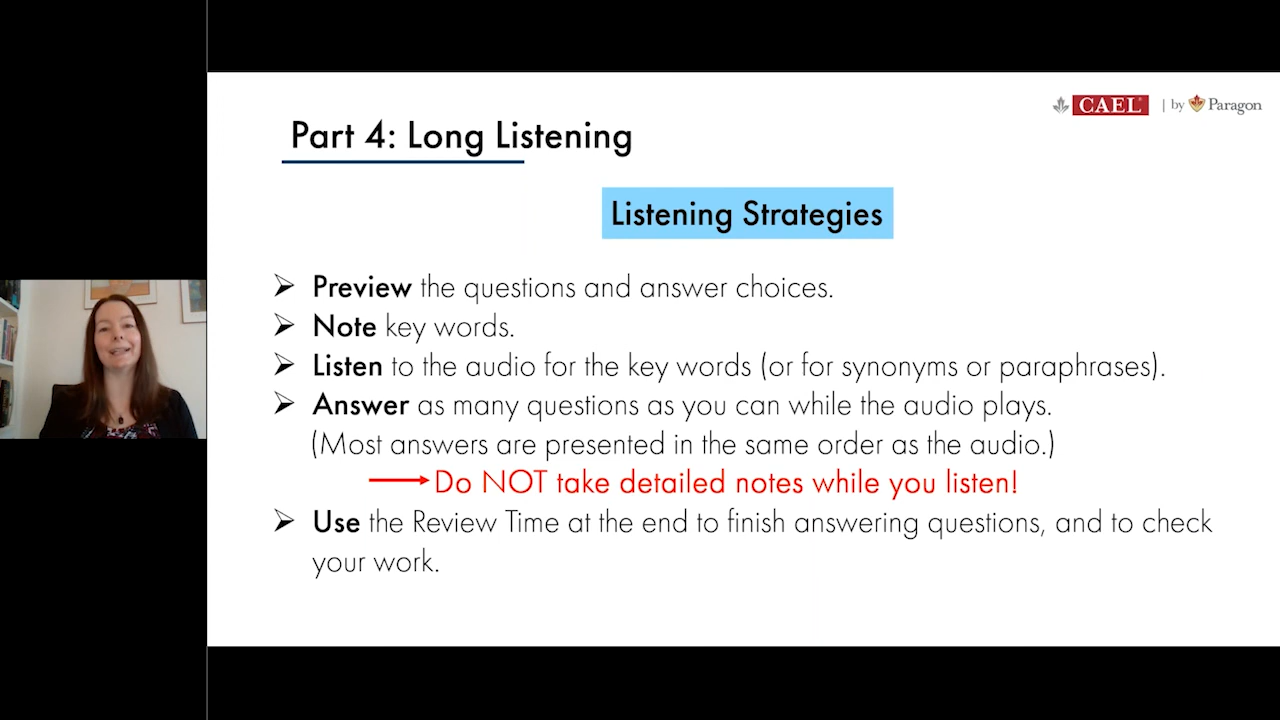 CAEL | by Paragon
Part 4: Long Listening
Listening Strategies
➢ Preview the questions and answer choices.
➢ Note key words.
➢ Listen to the audio for the key words (or for synonyms or paraphrases).
➢ Answer as many questions as you can while the audio plays.
(Most answers are presented in the same order as the audio.)
Do NOT take detailed notes while you listen!
➢ Use the Review Time at the end to finish answering questions, and to check
your work.